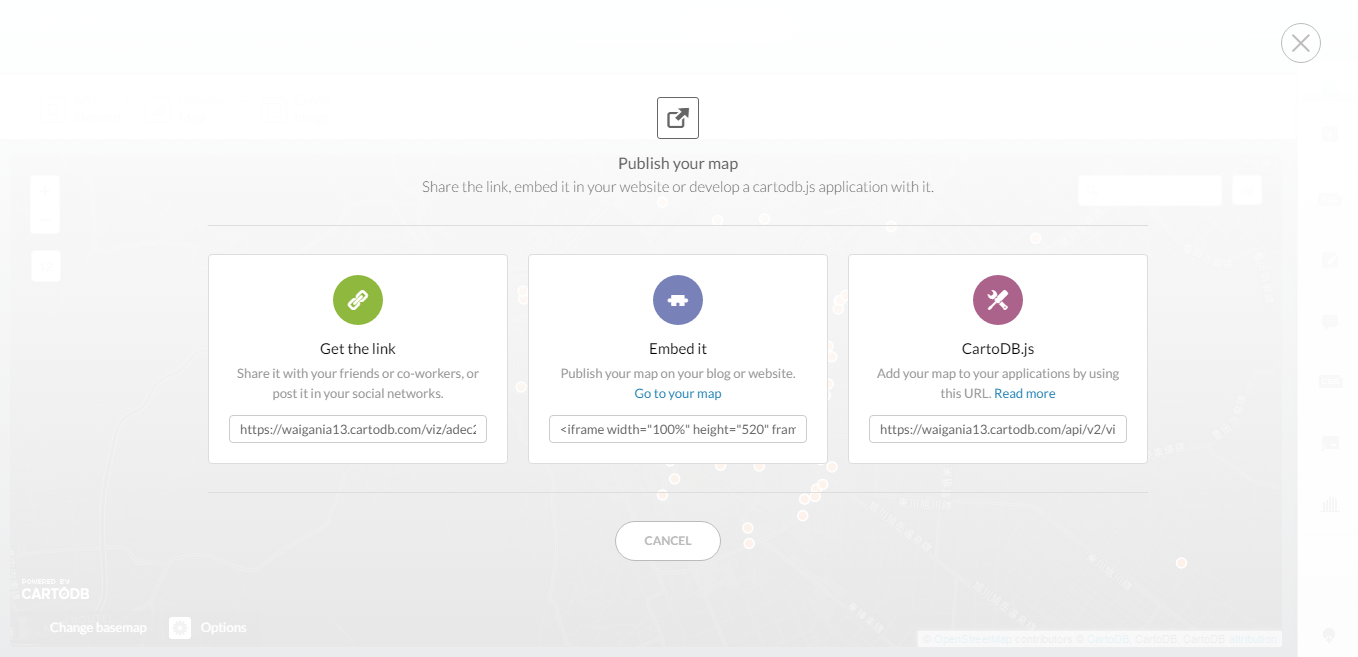 Publish your map
Share the link, embed it in your website or develop a cartodb.js application with it.
Get the link
Share it with your friends or co-workers, or
post it in your social networks.
https://waigania13.cartodb.com/viz/adec2
Embed it
Publish your map on your blog or website.
Go to your map
<iframe width="100%" height="520" fram
CartoDB.js
Add your map to your applications by using
this URL. Read more
https://waigania13.cartodb.com/api/v2/vi
CANCEL
POWERED BY
CARTODB
Change basemap
Options
© OpenStreetMap contributors © CartoDB, CartoDB, CartoDB attribution